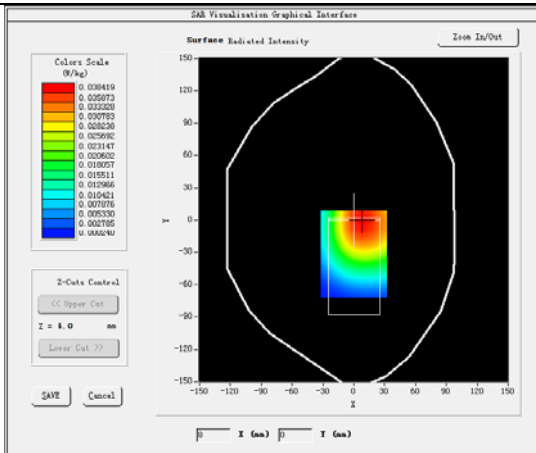 SAR Visualisation Graphical Interface
Surface Radiated Intensity
Zoom In/Out
Colors Scale
(W/kg)
0.038419
0.035873
0.033328
0.030783
0.028238
0.025692
0.023147
0.020602
0.018057
0.015511
0.012966
0.010421
0.007876
0.005330
0.002785
0.000240
150
120
90
60
30
0
-30
-60
-90
-120
-150
Y
-150 -120 -90 -60 -30 0 30 60 90 120 150
X
Z-Cuts Control
<< Upper Cut
Z = 4.0 mm
Lower Cut >>
SAVE Cancel
0 X (mm) 0 Y (mm)